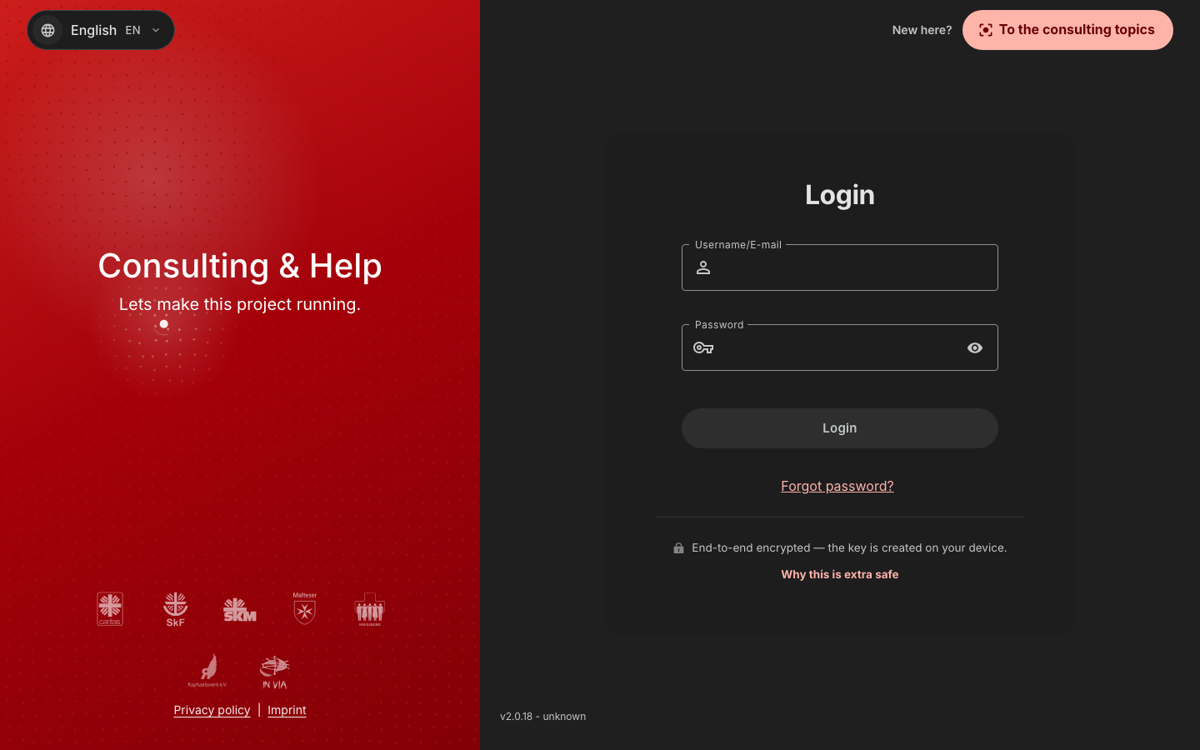 English EN
New here?
To the consulting topics
Consulting & Help
Lets make this project running.
Login
Username/E-mail
Password
Login
Forgot password?
End-to-end encrypted — the key is created on your device.
Why this is extra safe
caritas
SkF
SKM
Malteser
Raphaelswerk e.V.
IN VIA
Privacy policy | Imprint
v2.0.18 - unknown